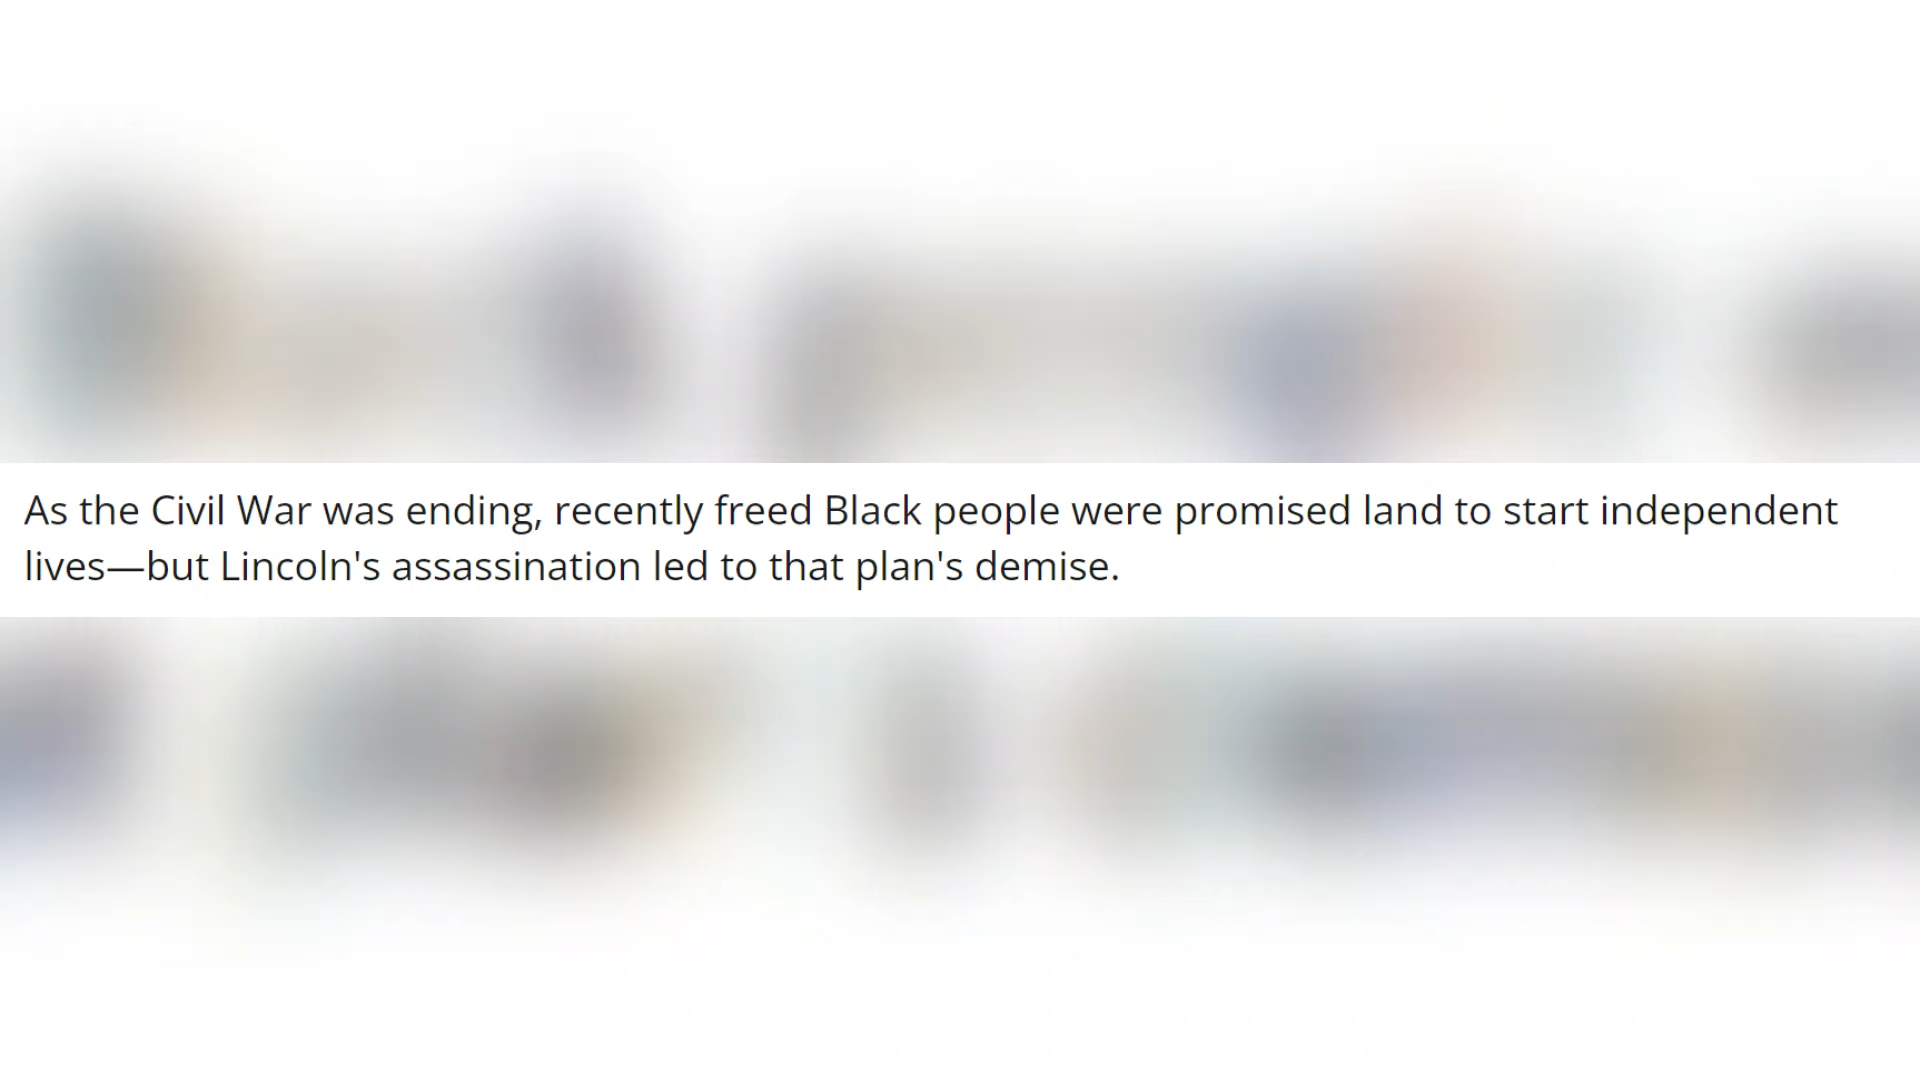 As the Civil War was ending, recently freed Black people were promised land to start independent
lives—but Lincoln's assassination led to that plan's demise.